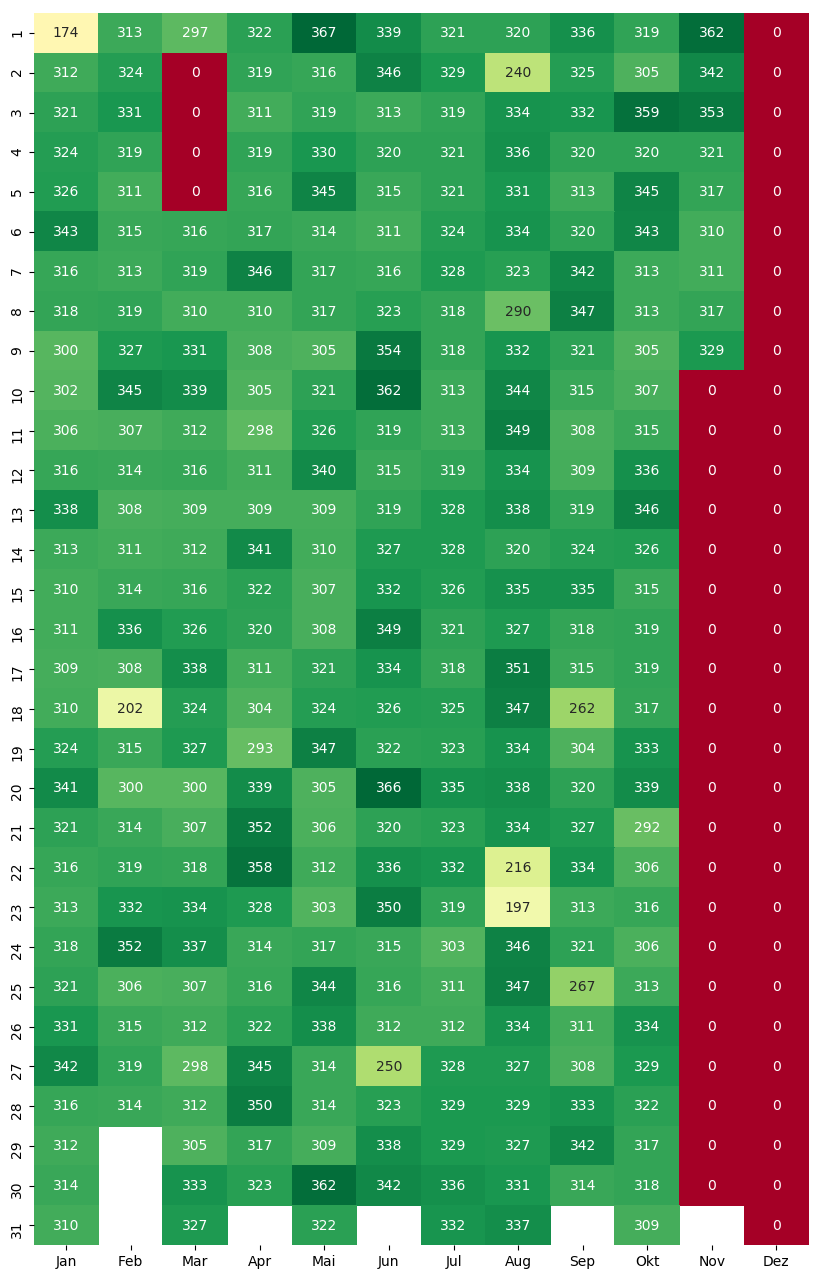 1 174 313 297 322 367 339 321 320 336 319 362 0
2 312 324 0 319 316 346 329 240 325 305 342 0
3 321 331 0 311 319 313 319 334 332 359 353 0
4 324 319 0 319 330 320 321 336 320 320 321 0
5 326 311 0 316 345 315 321 331 313 345 317 0
6 343 315 316 317 314 311 324 334 320 343 310 0
7 316 313 319 346 317 316 328 323 342 313 311 0
8 318 319 310 310 317 323 318 290 347 313 317 0
9 300 327 331 308 305 354 318 332 321 305 329 0
10 302 345 339 305 321 362 313 344 315 307 0 0
11 306 307 312 298 326 319 313 349 308 315 0 0
12 316 314 316 311 340 315 319 334 309 336 0 0
13 338 308 309 309 309 319 328 338 319 346 0 0
14 313 311 312 341 310 327 328 320 324 326 0 0
15 310 314 316 322 307 332 326 335 335 315 0 0
16 311 336 326 320 308 349 321 327 318 319 0 0
17 309 308 338 311 321 334 318 351 315 319 0 0
18 310 202 324 304 324 326 325 347 262 317 0 0
19 324 315 327 293 347 322 323 334 304 333 0 0
20 341 300 300 339 305 366 335 338 320 339 0 0
21 321 314 307 352 306 320 323 334 327 292 0 0
22 316 319 318 358 312 336 332 216 334 306 0 0
23 313 332 334 328 303 350 319 197 313 316 0 0
24 318 352 337 314 317 315 303 346 321 306 0 0
25 321 306 307 316 344 316 311 347 267 313 0 0
26 331 315 312 322 338 312 312 334 311 334 0 0
27 342 319 298 345 314 250 328 327 308 329 0 0
28 316 314 312 350 314 323 329 329 333 322 0 0
29 312 305 317 309 338 329 327 342 317 0 0
30 314 333 323 362 342 336 331 314 318 0 0
31 310 327 322 332 337 309 0
Jan Feb Mar Apr Mai Jun Jul Aug Sep Okt Nov Dez